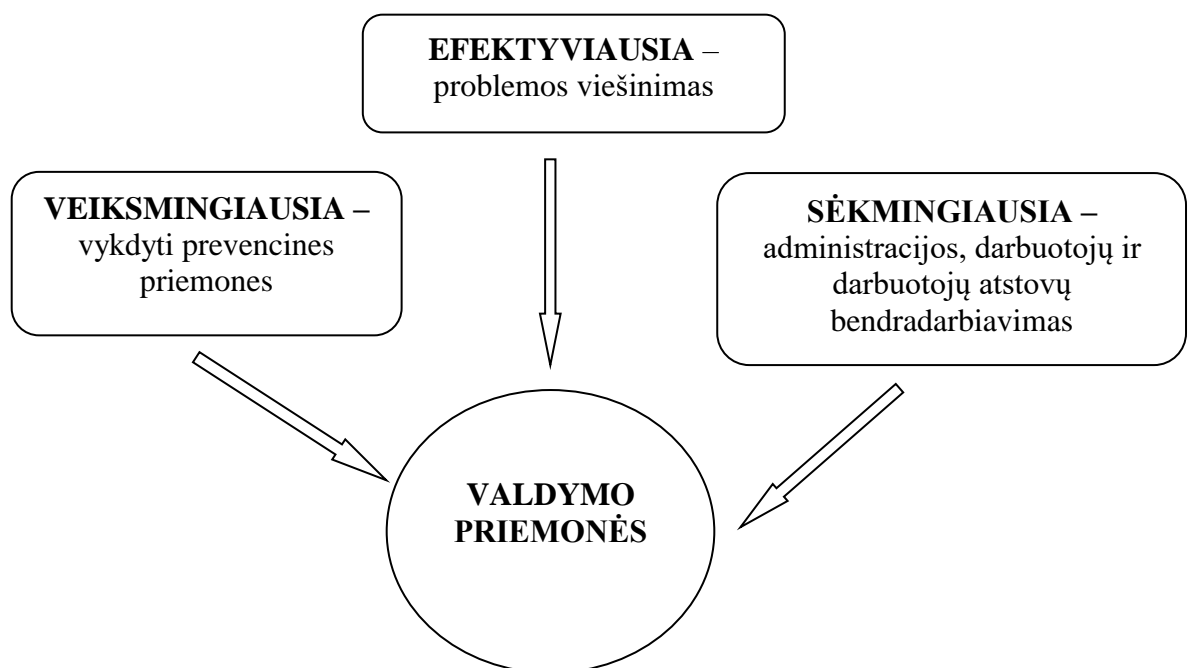 EFEKTYVIAUSIA –
problemos viešinimas
VEIKSMINGIAUSIA –
vykdyti prevencines
priemones
SĖKMINGIAUSIA –
administracijos, darbuotojų ir
darbuotojų atstovų
bendradarbiavimas
VALDYMO
PRIEMONĖS